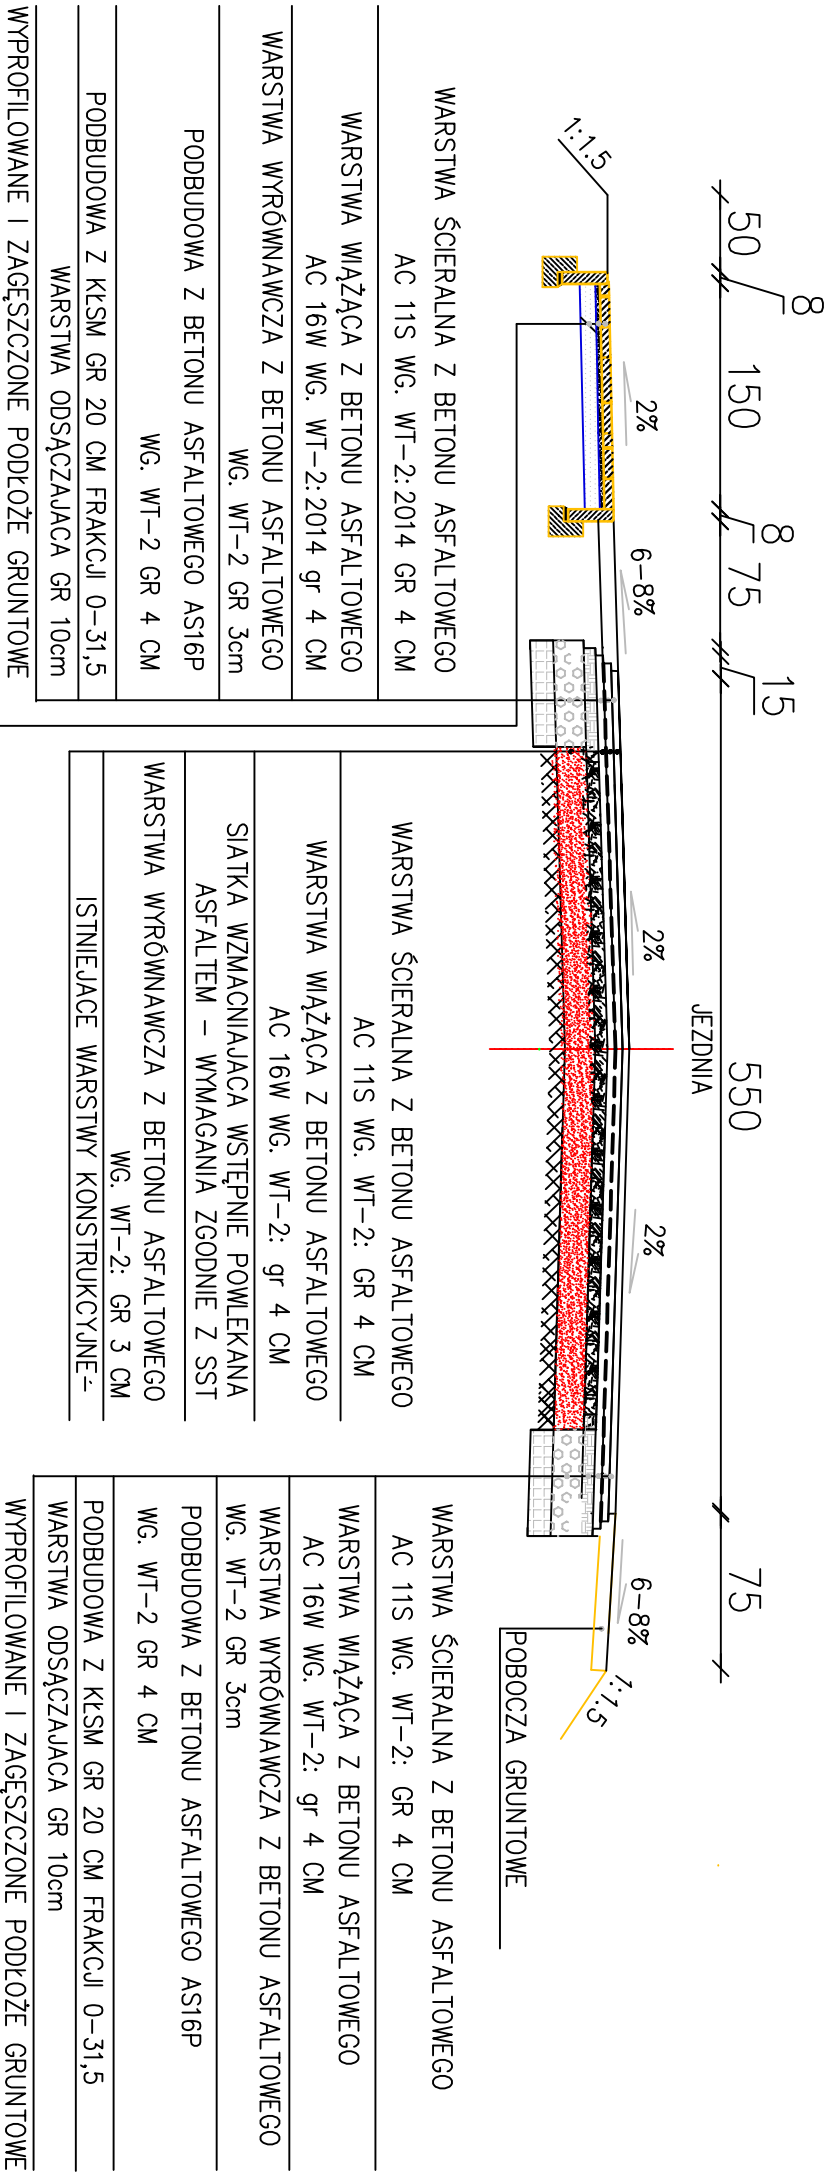 50
8
150
8
75
15
550
75
JEZDNIA
1:1.5
2%
6-8%
2%
2%
6-8%
1:1.5
POBOCZA GRUNTOWE
WARSTWA ŚCIERALNA Z BETONU ASFALTOWEGO
AC 11S WG. WT-2:2014 GR 4 CM
WARSTWA WIĄŻĄCA Z BETONU ASFALTOWEGO
AC 16W WG. WT-2:2014 gr 4 CM
WARSTWA WYRÓWNAWCZA Z BETONU ASFALTOWEGO
WG. WT-2 GR 3cm
PODBUDOWA Z BETONU ASFALTOWEGO AS16P
WG. WT-2 GR 4 CM
PODBUDOWA Z KŁSM GR 20 CM FRAKCJI 0-31,5
WARSTWA ODSĄCZAJACA GR 10cm
WYPROFILOWANE I ZAGĘSZCZONE PODŁOŻE GRUNTOWE
WARSTWA ŚCIERALNA Z BETONU ASFALTOWEGO
AC 11S WG. WT-2: GR 4 CM
WARSTWA WIĄŻĄCA Z BETONU ASFALTOWEGO
AC 16W WG. WT-2: gr 4 CM
SIATKA WZMACNIAJACA WSTĘPNIE POWLEKANA
ASFALTEM - WYMAGANIA ZGODNIE Z SST
WARSTWA WYRÓWNAWCZA Z BETONU ASFALTOWEGO
WG. WT-2: GR 3 CM
ISTNIEJACE WARSTWY KONSTRUKCYJNE-
WARSTWA ŚCIERALNA Z BETONU ASFALTOWEGO
AC 11S WG. WT-2: GR 4 CM
WARSTWA WIĄŻĄCA Z BETONU ASFALTOWEGO
AC 16W WG. WT-2: gr 4 CM
WARSTWA WYRÓWNAWCZA Z BETONU ASFALTOWEGO
WG. WT-2 GR 3cm
PODBUDOWA Z BETONU ASFALTOWEGO AS16P
WG. WT-2 GR 4 CM
PODBUDOWA Z KŁSM GR 20 CM FRAKCJI 0-31,5
WARSTWA ODSĄCZAJACA GR 10cm
WYPROFILOWANE I ZAGĘSZCZONE PODŁOŻE GRUNTOWE